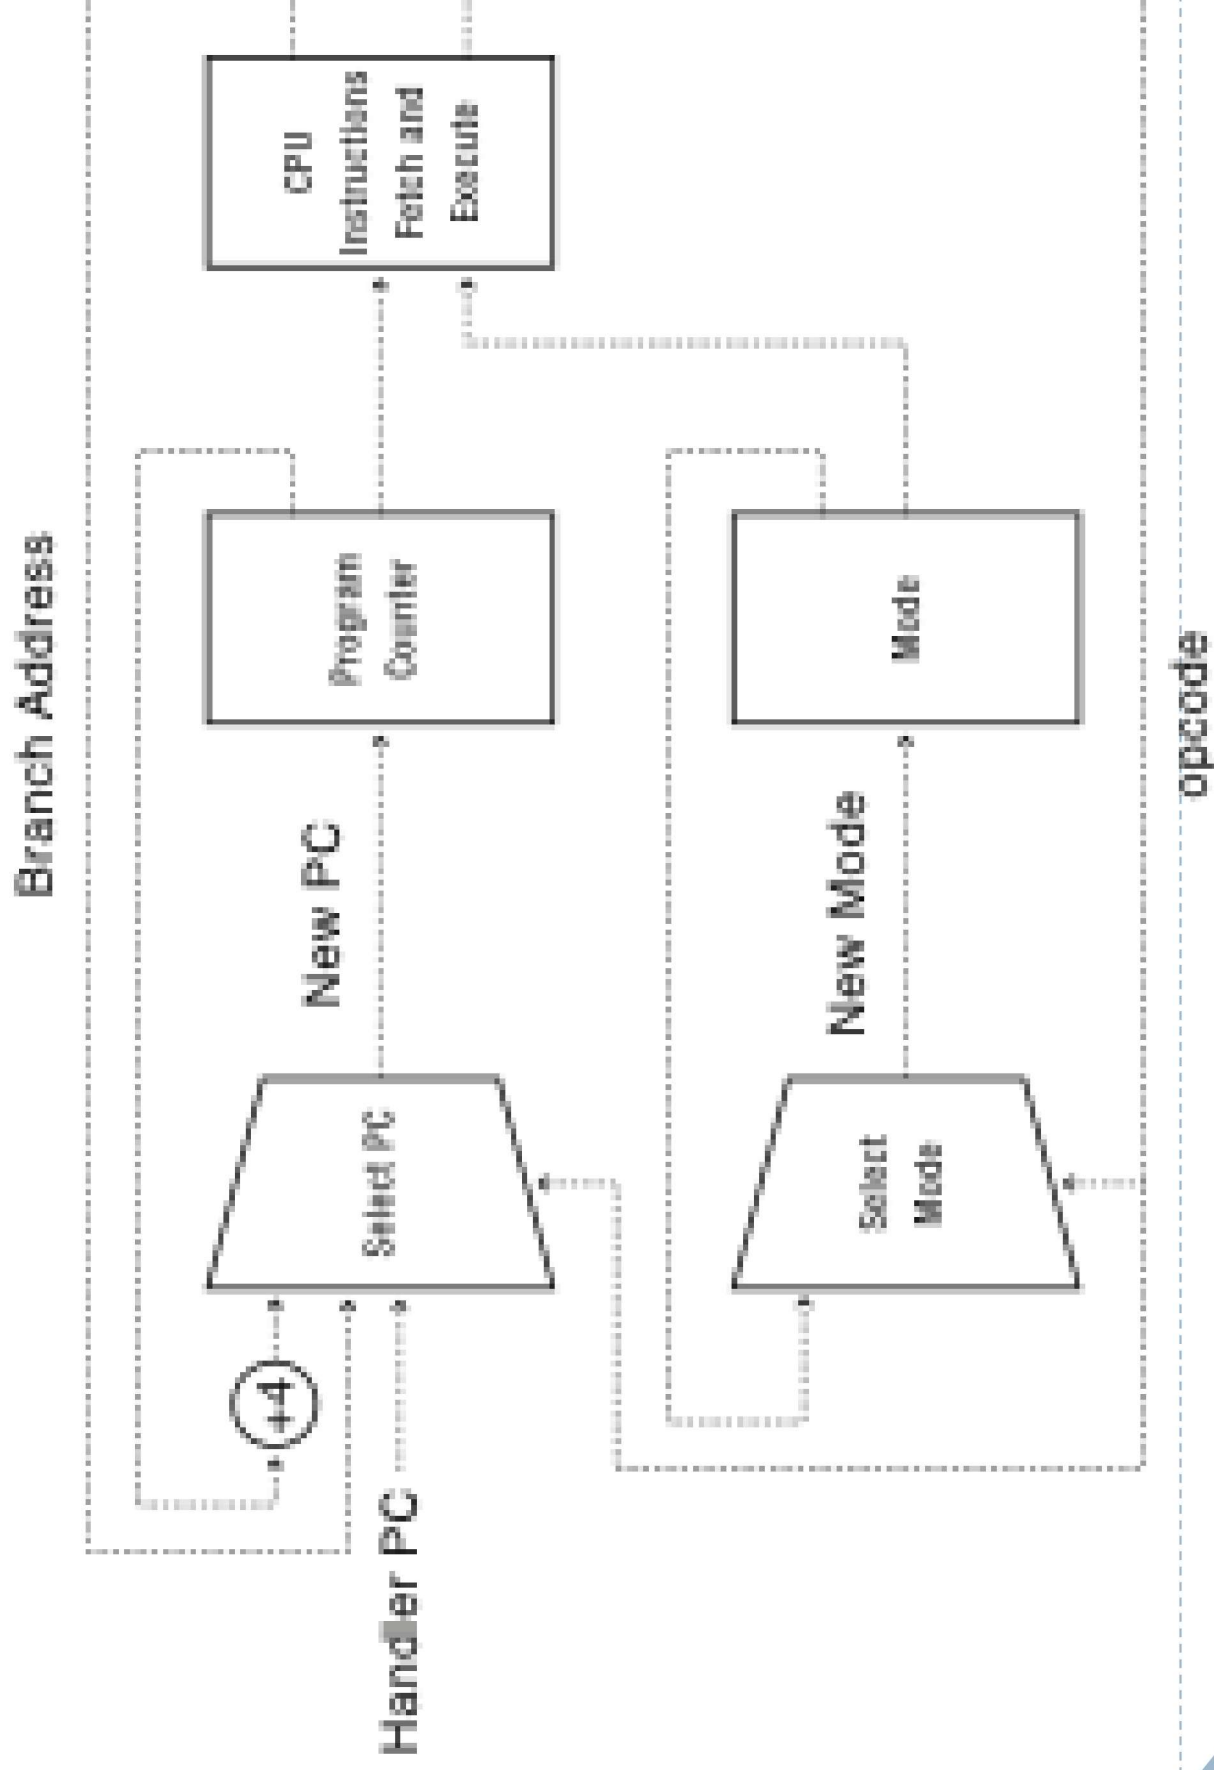 Branch Address
CPU
Instructions
Fetch and
Execute
Program
Counter
New PC
Select PC
+4
Handler PC
Mode
New Mode
Select
Mode
opcode